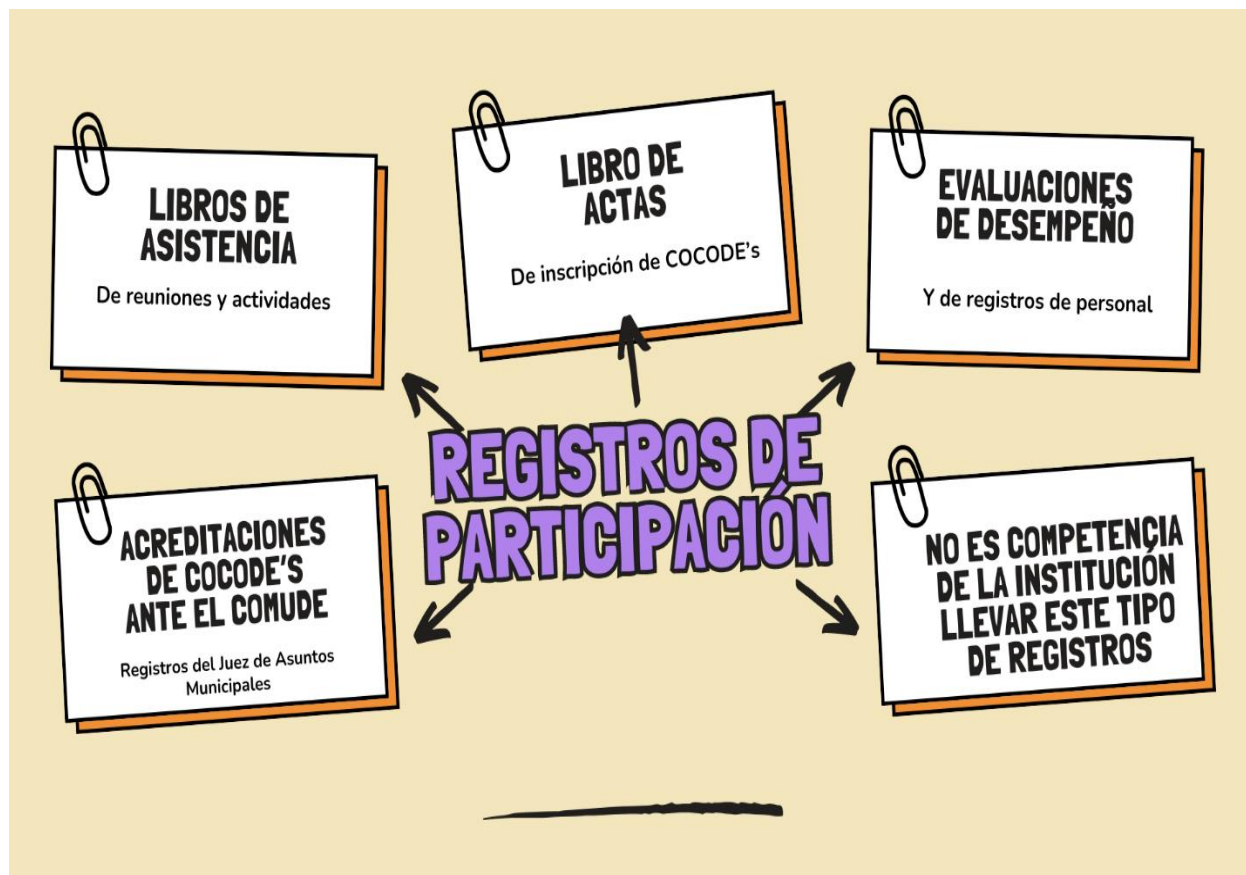 LIBROS DE
ASISTENCIA
De reuniones y actividades
LIBRO DE
ACTAS
De inscripción de COCODE's
EVALUACIONES
DE DESEMPEÑO
Y de registros de personal
REGISTROS DE
PARTICIPACIÓN
ACREDITACIONES
DE COCODE'S
ANTE EL COMUDE
Registros del Juez de Asuntos
Municipales
NO ES COMPETENCIA
DE LA INSTITUCIÓN
LLEVAR ESTE TIPO
DE REGISTROS